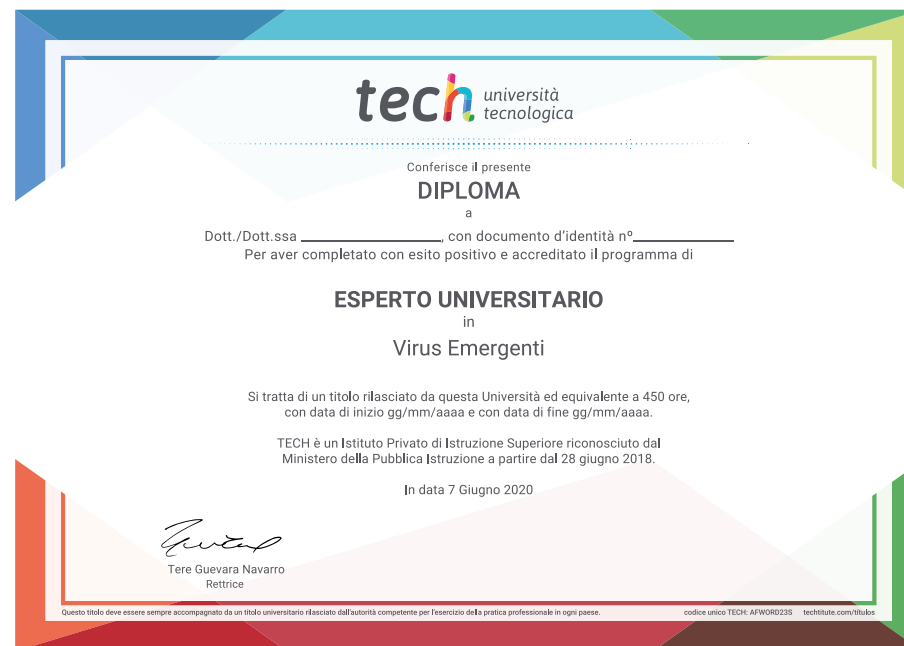 tech università
tecnologica
Conferisce il presente
DIPLOMA
a
Dott./Dott.ssa ____________________, con documento d'identità nº______________
Per aver completato con esito positivo e accreditato il programma di
ESPERTO UNIVERSITARIO
in
Virus Emergenti
Si tratta di un titolo rilasciato da questa Università ed equivalente a 450 ore,
con data di inizio gg/mm/aaaa e con data di fine gg/mm/aaaa.
TECH è un Istituto Privato di Istruzione Superiore riconosciuto dal
Ministero della Pubblica Istruzione a partire dal 28 giugno 2018.
In data 7 Giugno 2020
Tere Guevara Navarro
Rettrice
Questo titolo deve essere sempre accompagnato da un titolo universitario rilasciato dall'autorità competente per l'esercizio della pratica professionale in ogni paese. codice unico TECH: AFWORD23S techtitute.com/títulos